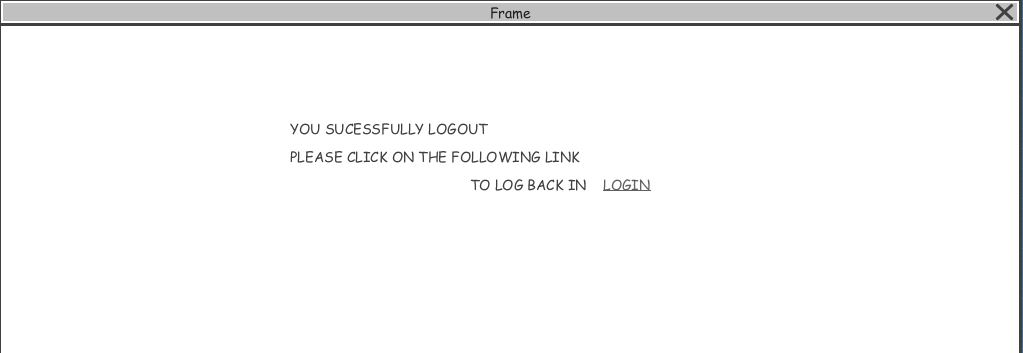 Frame
YOU SUCESSFULLY LOGOUT
PLEASE CLICK ON THE FOLLOWING LINK
TO LOG BACK IN LOGIN